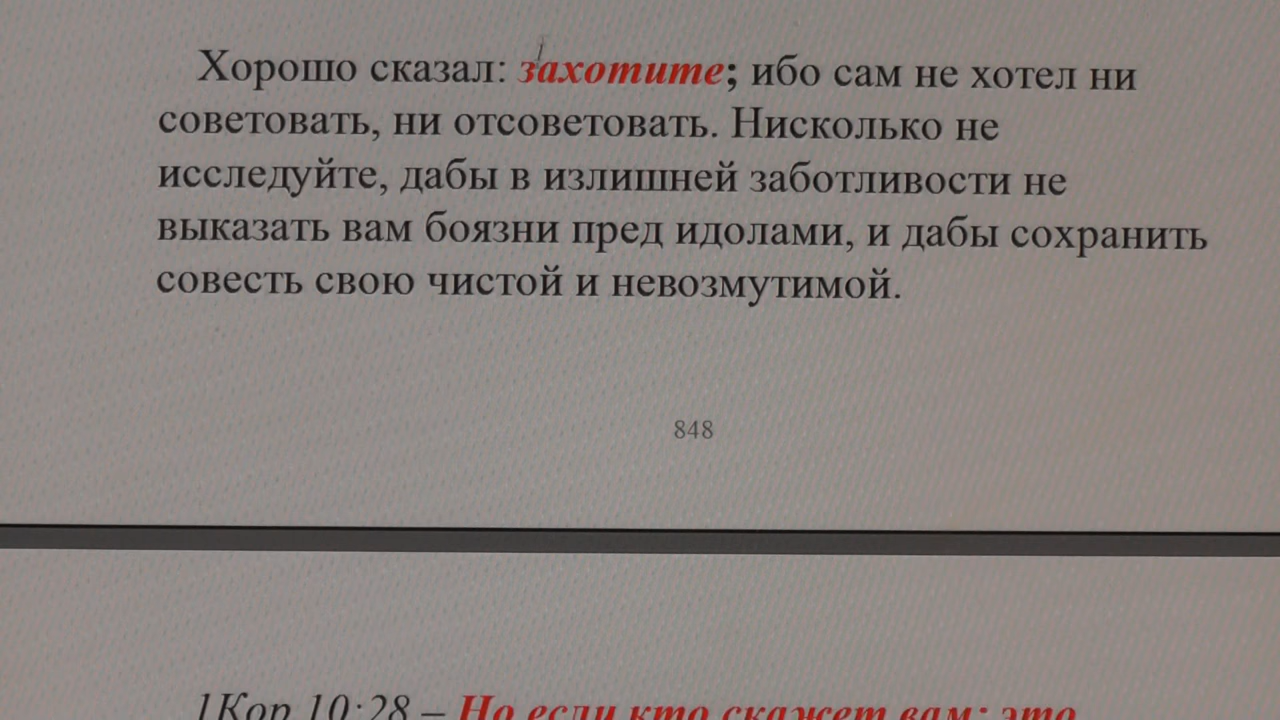 Хорошо сказал: захотите; ибо сам не хотел ни
советовать, ни отсоветовать. Нисколько не
исследуйте, дабы в излишней заботливости не
выказать вам боязни пред идолами, и дабы сохранить
совесть свою чистой и невозмутимой.
848
1Кор 10:28 – Но если кто скажет вам: это